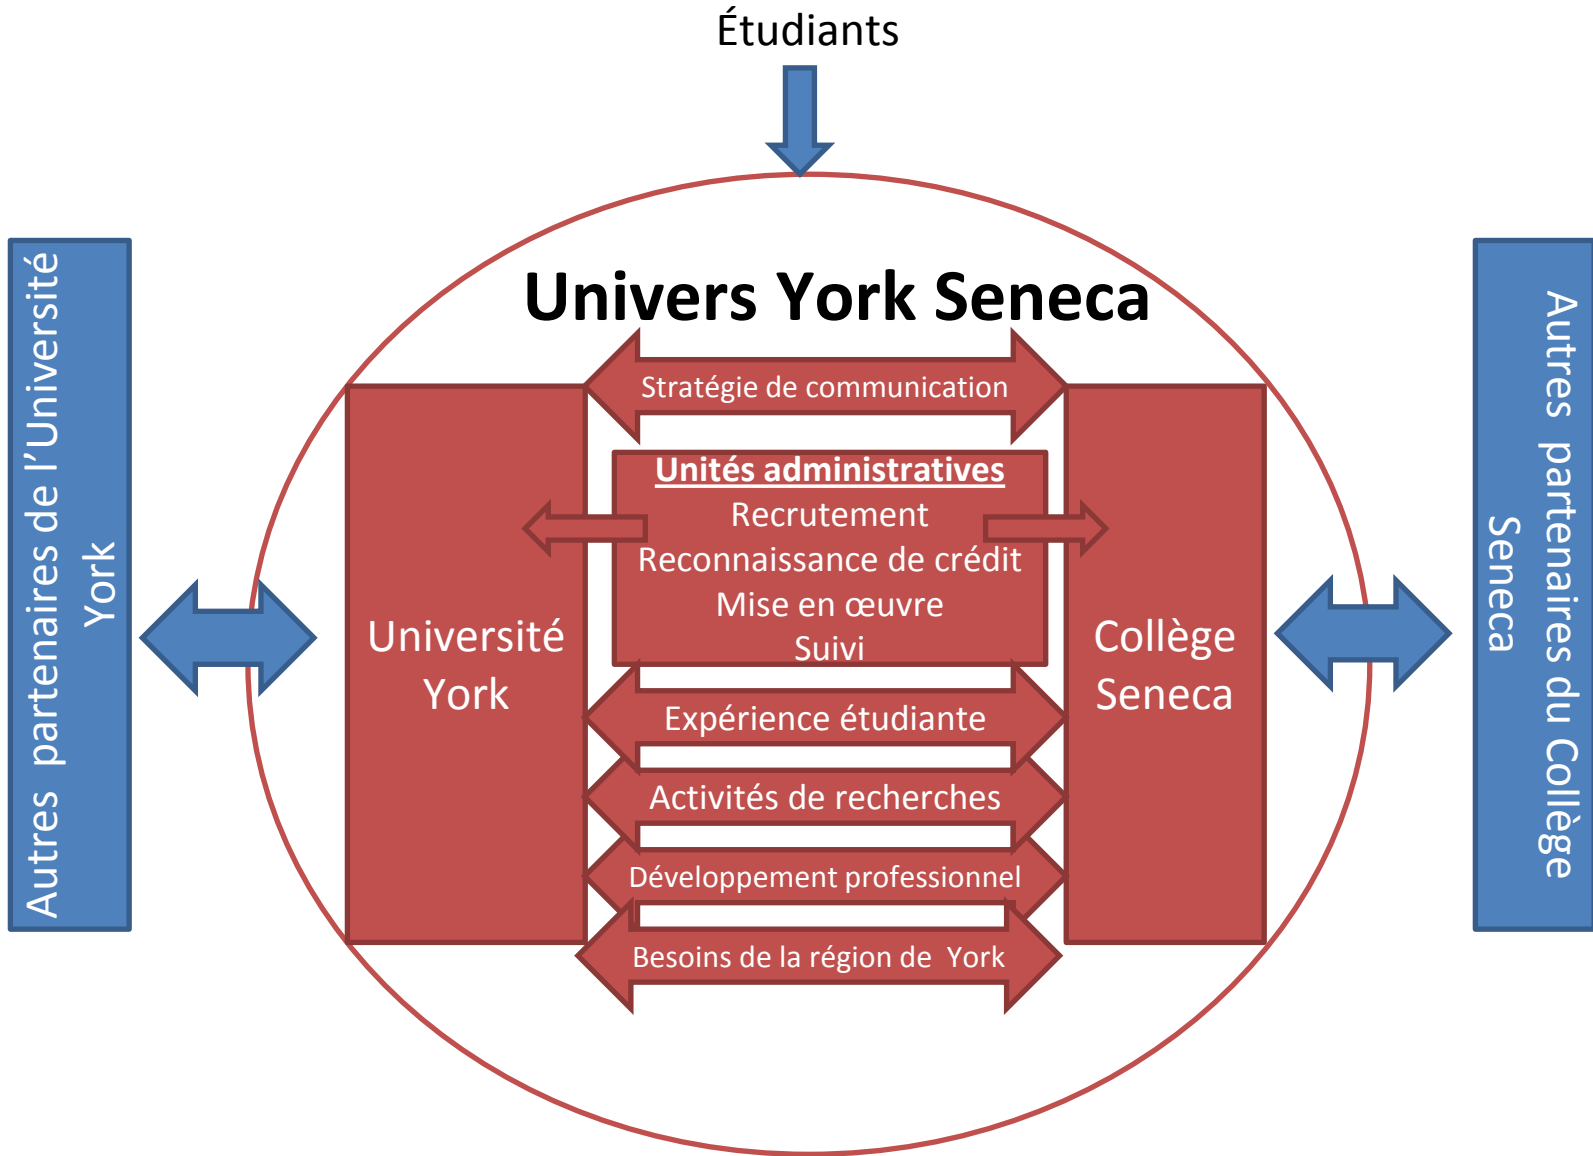 Étudiants
Univers York Seneca
Autres partenaires de l'Université
York
Université
York
Stratégie de communication
Unités administratives
Recrutement
Reconnaissance de crédit
Mise en œuvre
Suivi
Expérience étudiante
Activités de recherches
Développement professionnel
Besoins de la région de York
Collège
Seneca
Autres partenaires du Collège
Seneca